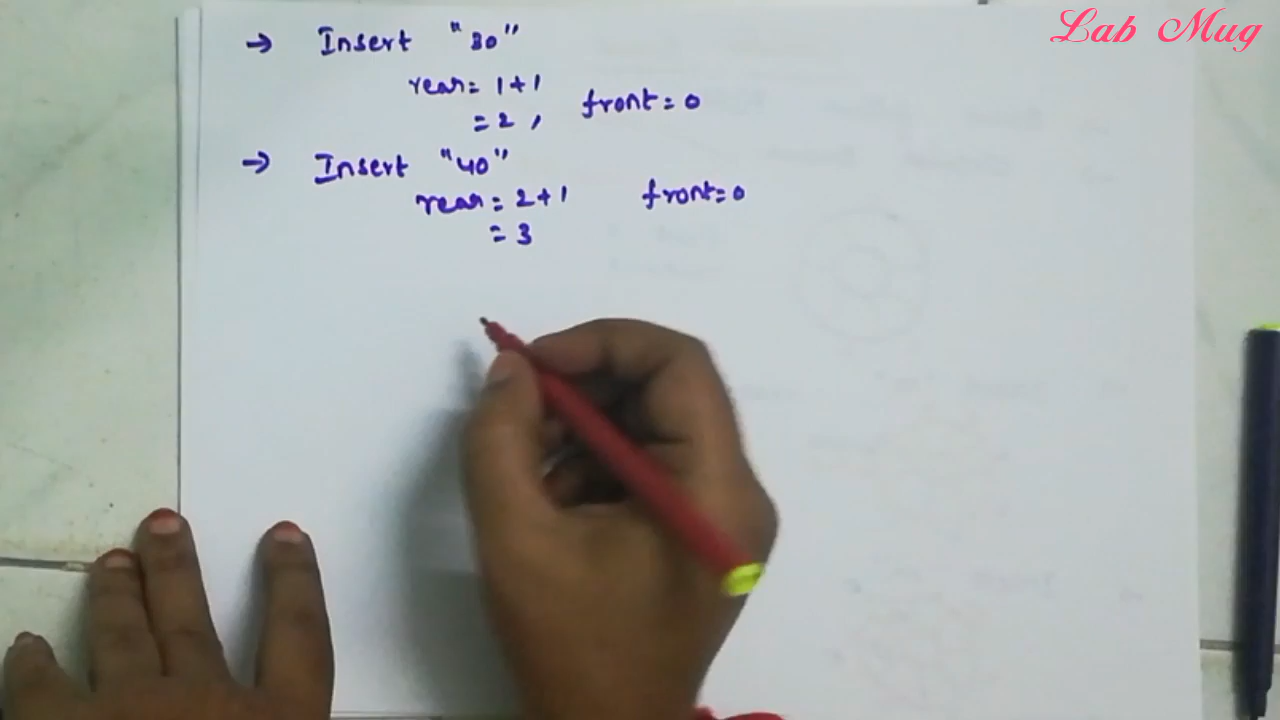 Lab Mug
→ Insert "30"
rear = 1+1
= 2 , front = 0
→ Insert "40"
rear = 2+1 front = 0
= 3